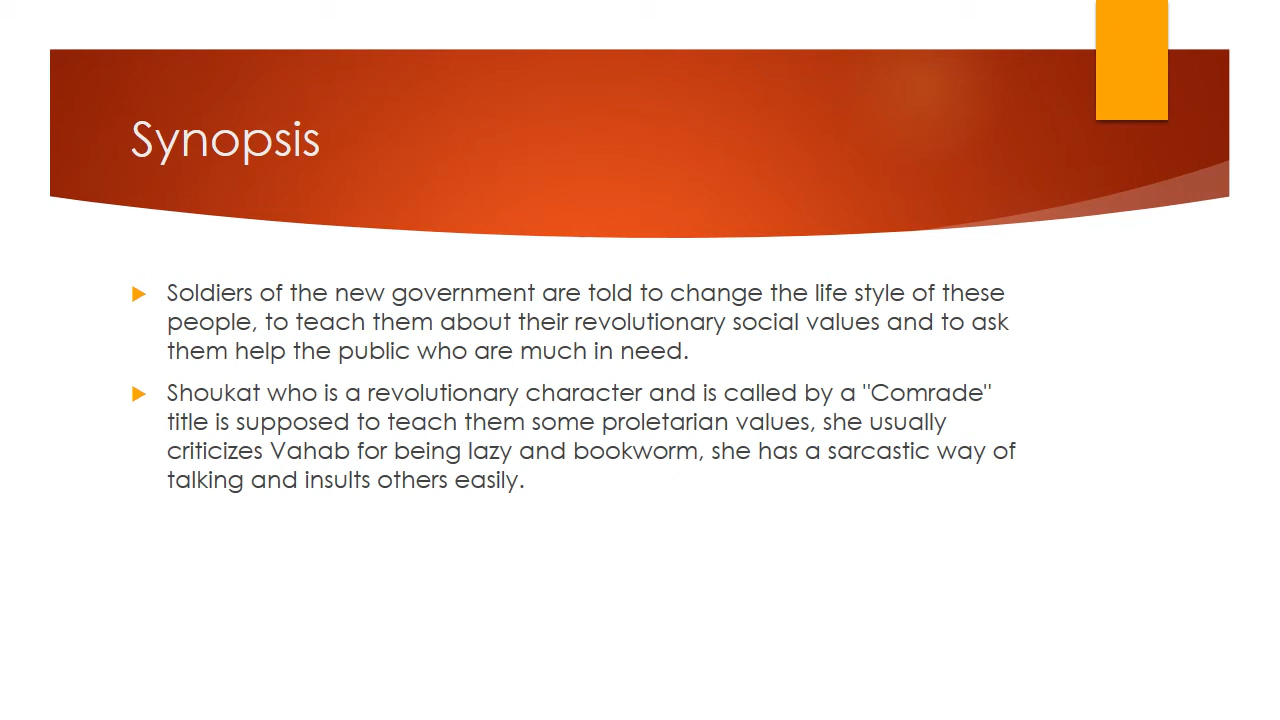 Synopsis
Soldiers of the new government are told to change the life style of these
people, to teach them about their revolutionary social values and to ask
them help the public who are much in need.
Shoukat who is a revolutionary character and is called by a "Comrade"
title is supposed to teach them some proletarian values, she usually
criticizes Vahab for being lazy and bookworm, she has a sarcastic way of
talking and insults others easily.